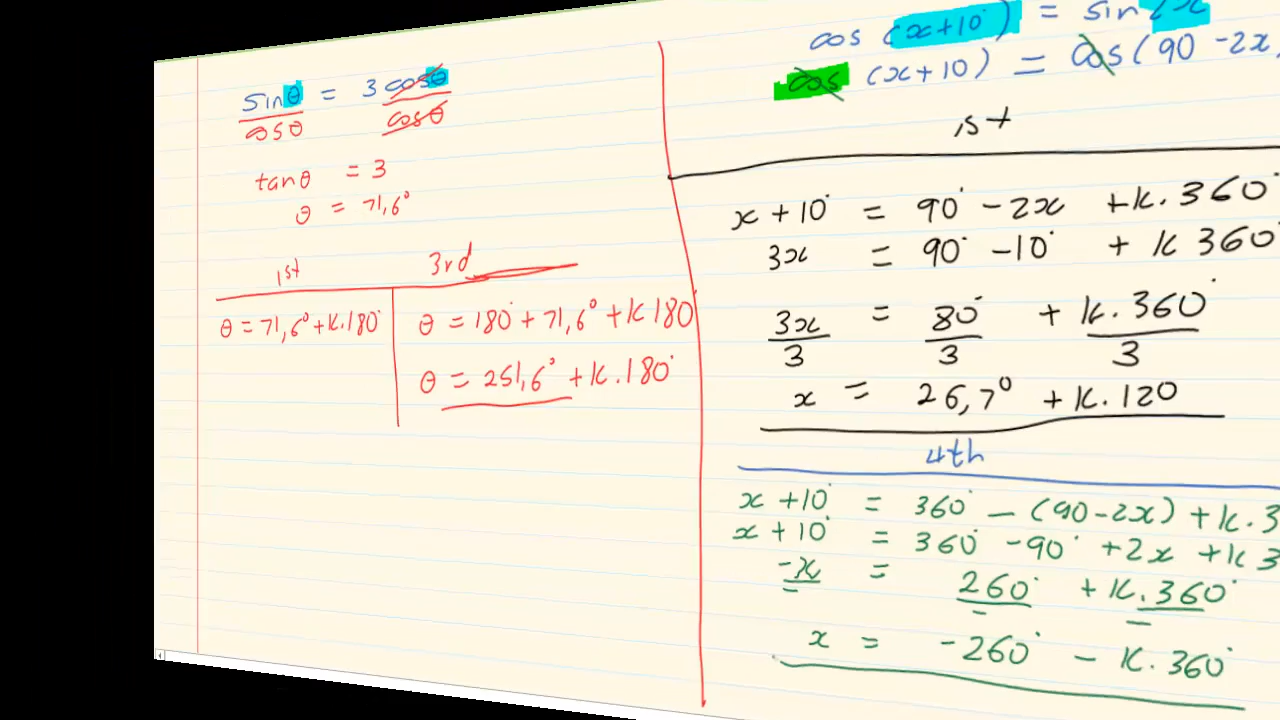 sinθ = 3 cosθ
cosθ cosθ
tanθ = 3
θ = 71,6°
1st 3rd
θ = 71,6° + k.180° θ = 180° + 71,6° + k 180
θ = 251,6° + k.180°
cos (x+10°) = sin
cos (x+10) = cos(90 -2x
1st
x + 10° = 90° - 2x + k. 360°
3x = 90° - 10° + k 360°
3x = 80° + k. 360°
3 3 3
x = 26,7° + k. 120
4th
x + 10° = 360° - (90-2x) + k.3
x + 10° = 360° - 90° + 2x + k 3
-x = 260° + k. 360°
- - -
x = -260° - k. 360°